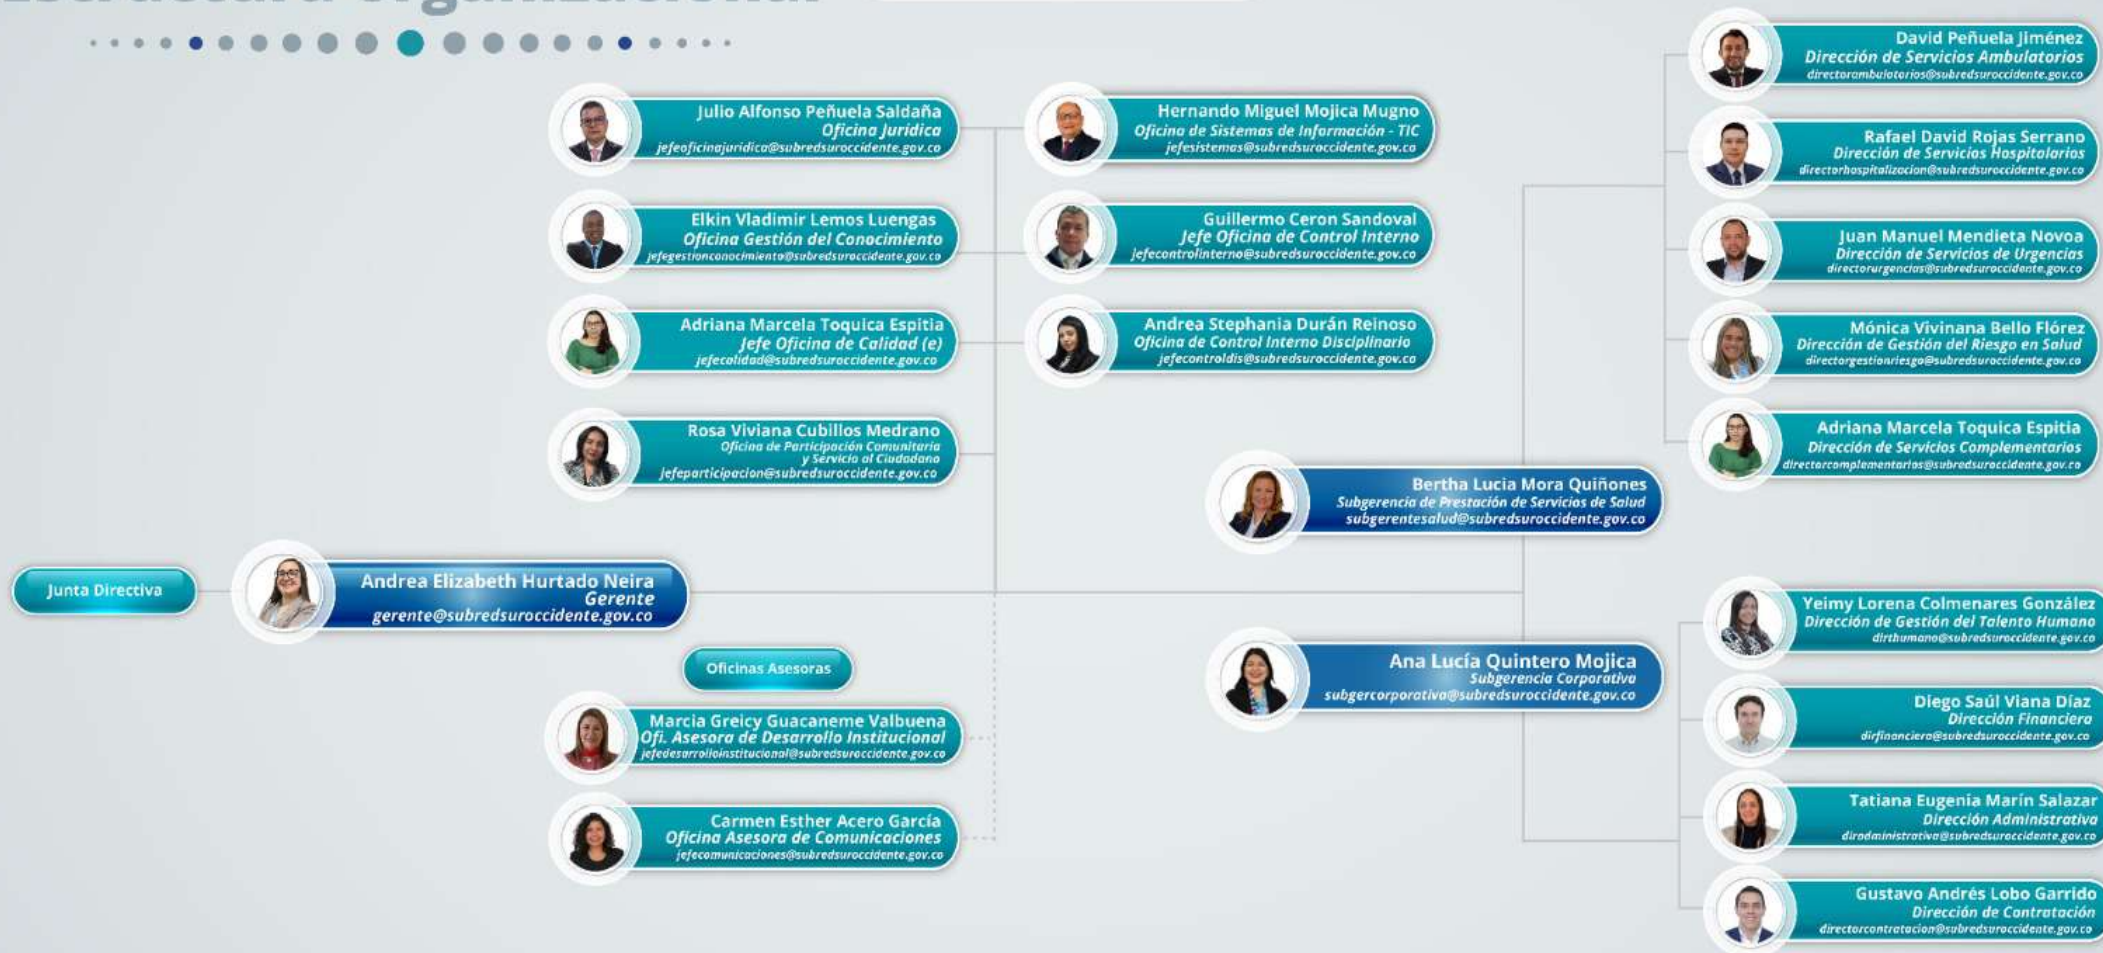 Estructura Organizacional
Julio Alfonso Peñuela Saldaña
Oficina Jurídica
jefeoficinajuridica@subredsuroccidente.gov.co
Elkin Vladimir Lemos Luengas
Oficina Gestión del Conocimiento
jefegestionconocimiento@subredsuroccidente.gov.co
Adriana Marcela Toquica Espitia
Jefe Oficina de Calidad (e)
jefecalidad@subredsuroccidente.gov.co
Rosa Viviana Cubillos Medrano
Oficina de Participación Comunitaria
y Servicio al Ciudadano
jefeparticipacion@subredsuroccidente.gov.co
Hernando Miguel Mojica Mugno
Oficina de Sistemas de Información - TIC
jefesistemas@subredsuroccidente.gov.co
Guillermo Ceron Sandoval
Jefe Oficina de Control Interno
jefecontrolinterno@subredsuroccidente.gov.co
Andrea Stephania Durán Reinoso
Oficina de Control Interno Disciplinario
jefecontroldis@subredsuroccidente.gov.co
Junta Directiva
Andrea Elizabeth Hurtado Neira
Gerente
gerente@subredsuroccidente.gov.co
Oficinas Asesoras
Marcia Greicy Guacaneme Valbuena
Ofi. Asesora de Desarrollo Institucional
jefedesarrolloinstitucional@subredsuroccidente.gov.co
Carmen Esther Acero García
Oficina Asesora de Comunicaciones
jefecomunicaciones@subredsuroccidente.gov.co
Bertha Lucia Mora Quiñones
Subgerencia de Prestación de Servicios de Salud
subgerentesalud@subredsuroccidente.gov.co
Ana Lucía Quintero Mojica
Subgerencia Corporativa
subgercorporativa@subredsuroccidente.gov.co
David Peñuela Jiménez
Dirección de Servicios Ambulatorios
directorambulatorios@subredsuroccidente.gov.co
Rafael David Rojas Serrano
Dirección de Servicios Hospitalarios
directorhospitalizacion@subredsuroccidente.gov.co
Juan Manuel Mendieta Novoa
Dirección de Servicios de Urgencias
directorurgencias@subredsuroccidente.gov.co
Mónica Vivinana Bello Flórez
Dirección de Gestión del Riesgo en Salud
directorgestionriesgo@subredsuroccidente.gov.co
Adriana Marcela Toquica Espitia
Dirección de Servicios Complementarios
directorcomplementarios@subredsuroccidente.gov.co
Yeimy Lorena Colmenares González
Dirección de Gestión del Talento Humano
dirthumano@subredsuroccidente.gov.co
Diego Saúl Viana Díaz
Dirección Financiera
dirfinanciera@subredsuroccidente.gov.co
Tatiana Eugenia Marín Salazar
Dirección Administrativa
diradministrativa@subredsuroccidente.gov.co
Gustavo Andrés Lobo Garrido
Dirección de Contratación
directorcontratacion@subredsuroccidente.gov.co